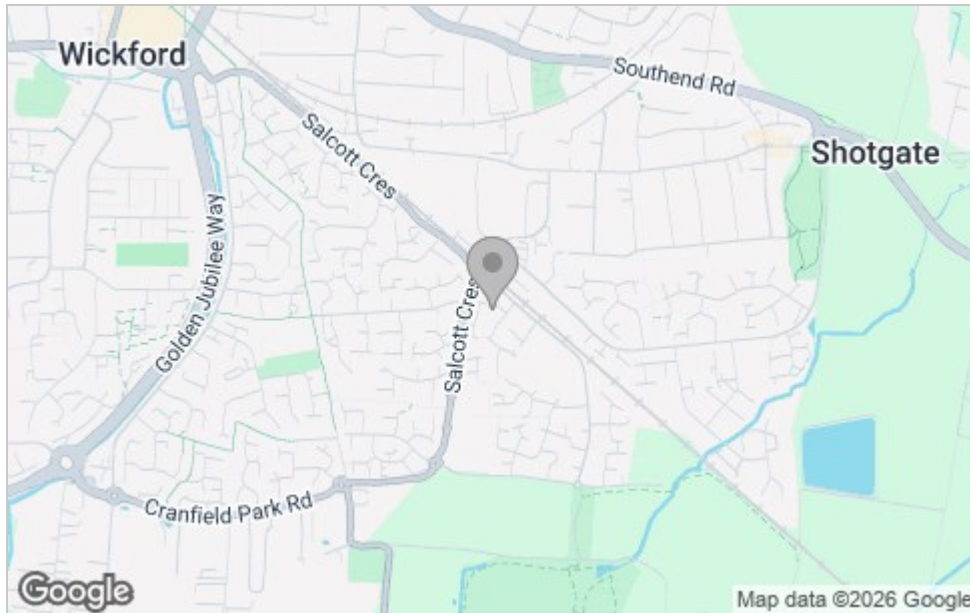 Wickford
Southend Rd
Salcott Cres
Shotgate
Golden Jubilee Way
Salcott Cres
Cranfield Park Rd
Google
Map data ©2026 Google